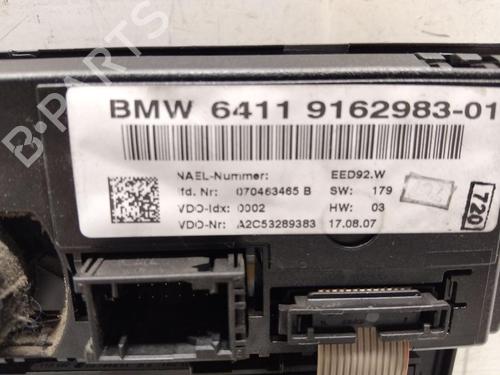 BMW 6411 9162983-01
NAEL-Nummer: EED92.W
lfd. Nr: 070463465 B SW: 179
VDO-Idx: 0002 HW: 03
VDO-Nr: A2C53289383 17.08.07
720
B-PARTS